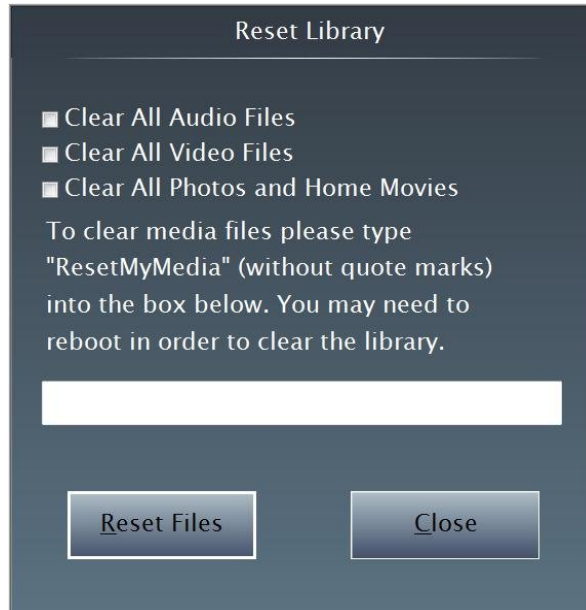 Reset Library
Clear All Audio Files
Clear All Video Files
Clear All Photos and Home Movies
To clear media files please type
"ResetMyMedia" (without quote marks)
into the box below. You may need to
reboot in order to clear the library.
Reset Files
Close